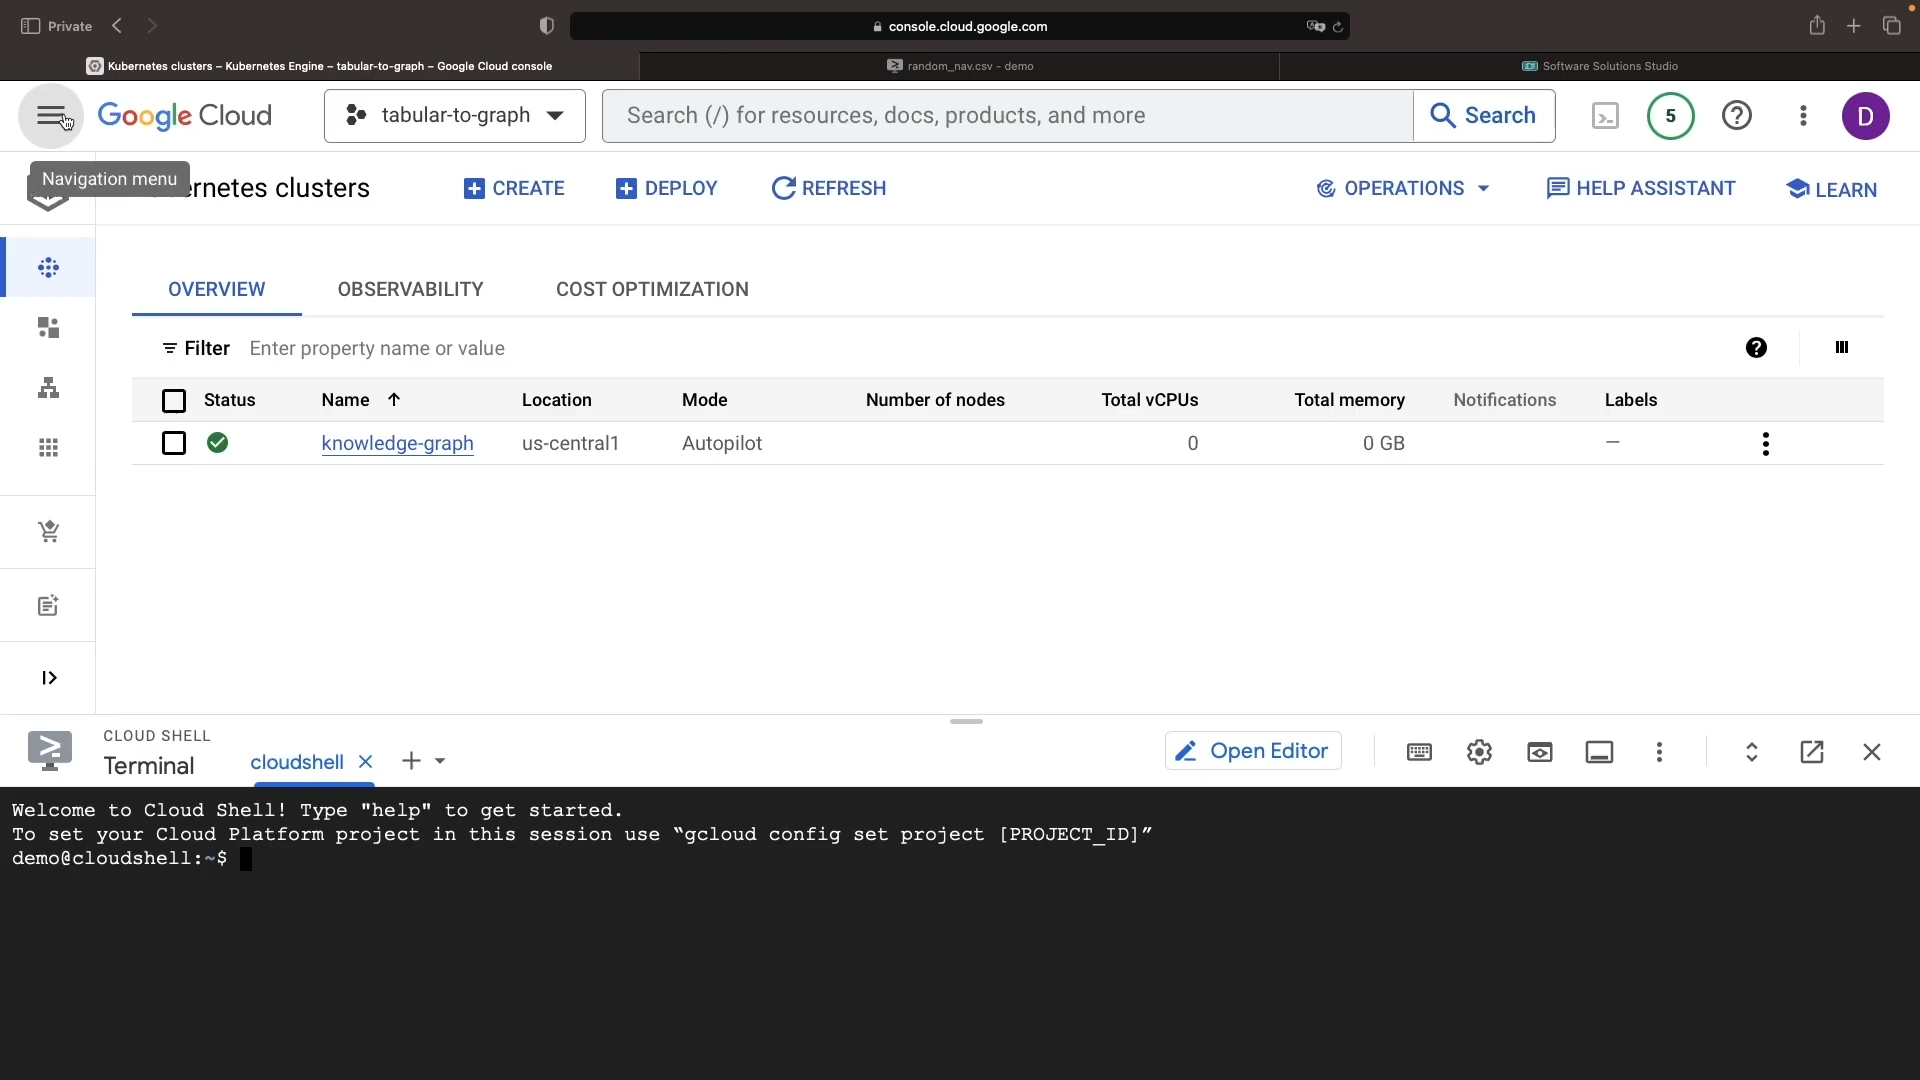 Private
console.cloud.google.com
Kubernetes clusters – Kubernetes Engine – tabular-to-graph – Google Cloud console
random_nav.csv - demo
Software Solutions Studio
Google Cloud
tabular-to-graph
Search (/) for resources, docs, products, and more
Search
5
D
Navigation menu
ernetes clusters
CREATE
DEPLOY
REFRESH
OPERATIONS
HELP ASSISTANT
LEARN
OVERVIEW
OBSERVABILITY
COST OPTIMIZATION
Filter
Enter property name or value
Status
Name
Location
Mode
Number of nodes
Total vCPUs
Total memory
Notifications
Labels
knowledge-graph
us-central1
Autopilot
0
0 GB
—
CLOUD SHELL
Terminal
cloudshell
Open Editor
Welcome to Cloud Shell! Type "help" to get started.
To set your Cloud Platform project in this session use “gcloud config set project [PROJECT_ID]”
demo@cloudshell:~$